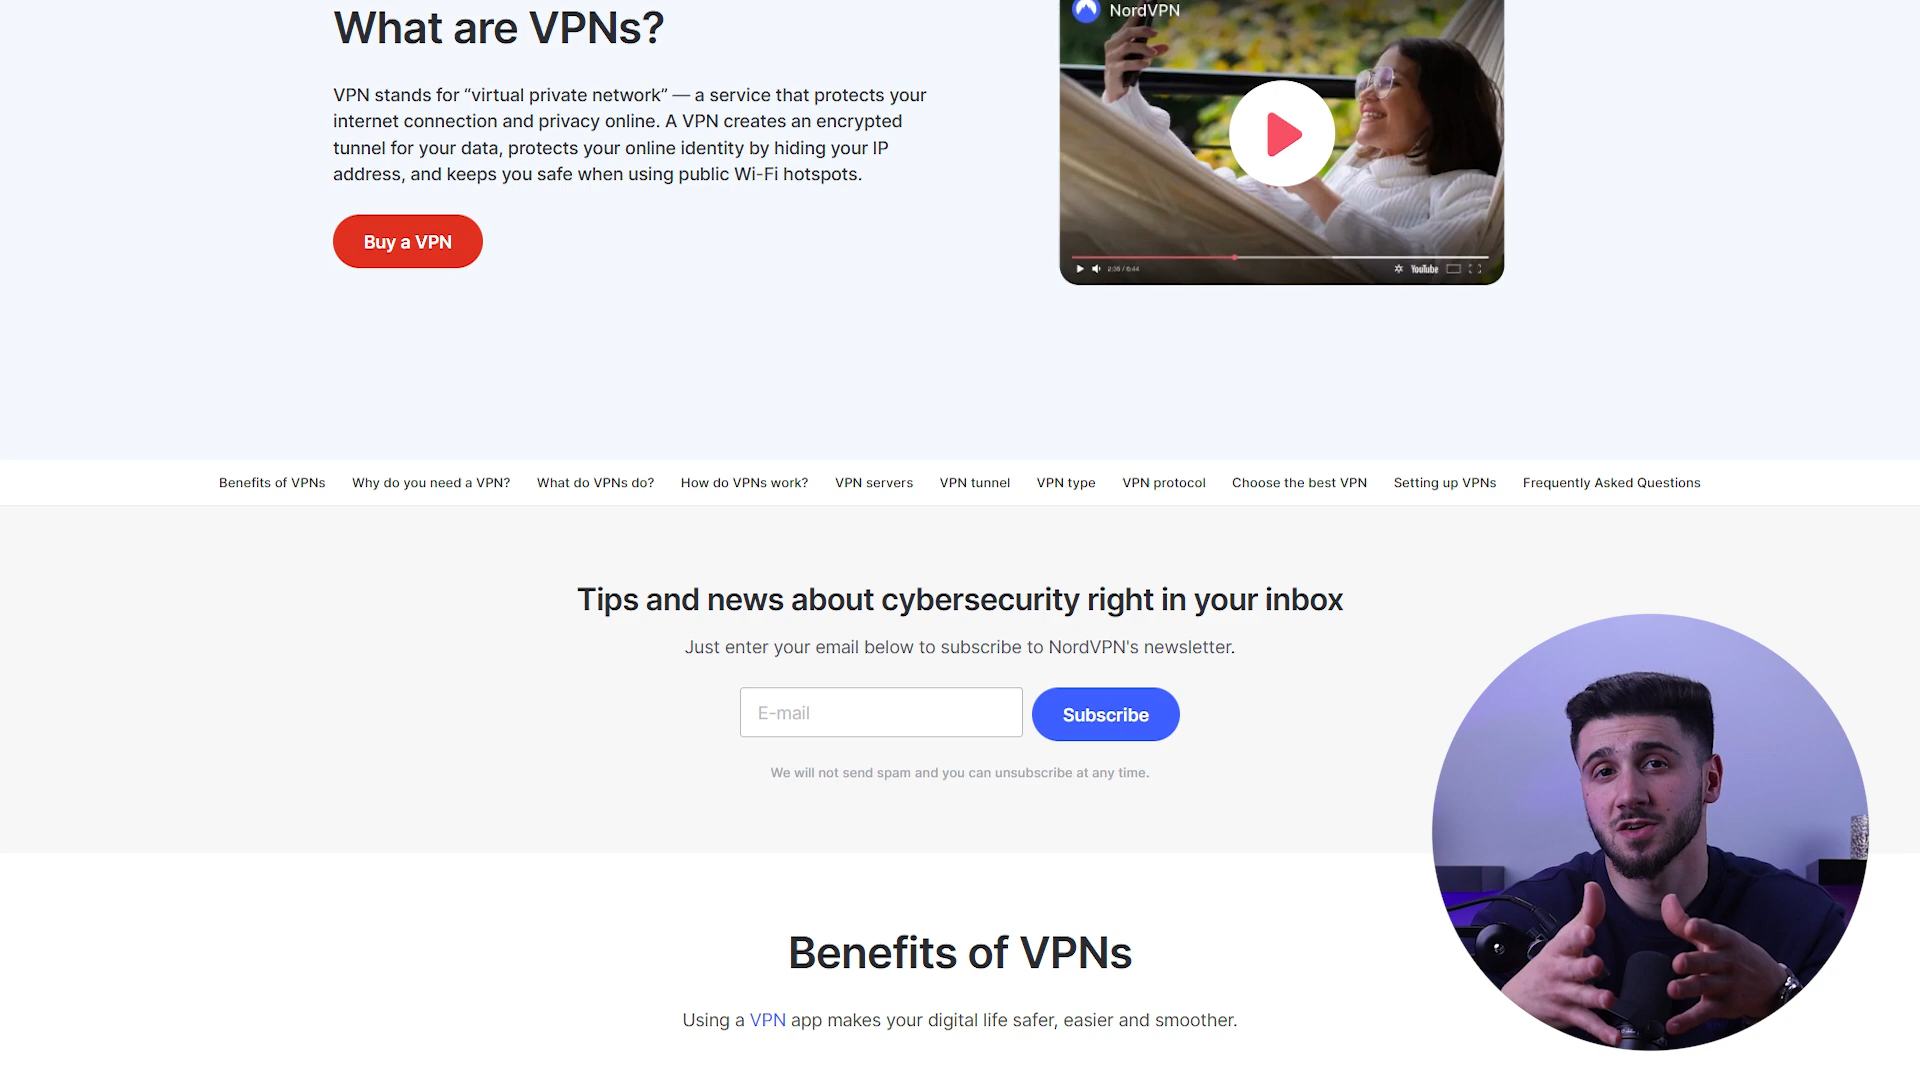 What are VPNs?
VPN stands for “virtual private network” — a service that protects your
internet connection and privacy online. A VPN creates an encrypted
tunnel for your data, protects your online identity by hiding your IP
address, and keeps you safe when using public Wi-Fi hotspots.
Buy a VPN
NordVPN
2:36 / 6:44
YouTube
Benefits of VPNs Why do you need a VPN? What do VPNs do? How do VPNs work? VPN servers VPN tunnel VPN type VPN protocol Choose the best VPN Setting up VPNs Frequently Asked Questions
Tips and news about cybersecurity right in your inbox
Just enter your email below to subscribe to NordVPN's newsletter.
E-mail
Subscribe
We will not send spam and you can unsubscribe at any time.
Benefits of VPNs
Using a VPN app makes your digital life safer, easier and smoother.